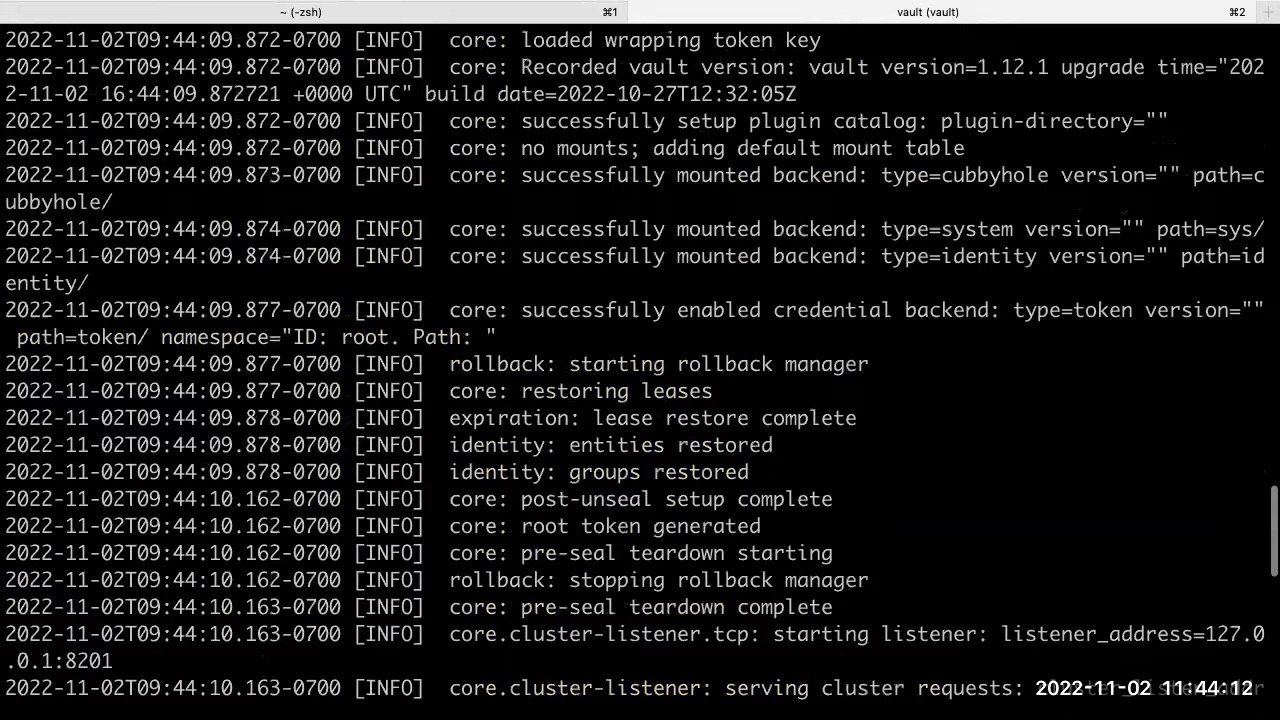 ~ (-zsh) ⌘1 vault (vault) ⌘2 +
2022-11-02T09:44:09.872-0700 [INFO]  core: loaded wrapping token key
2022-11-02T09:44:09.872-0700 [INFO]  core: Recorded vault version: vault version=1.12.1 upgrade time="202
2-11-02 16:44:09.872721 +0000 UTC" build date=2022-10-27T12:32:05Z
2022-11-02T09:44:09.872-0700 [INFO]  core: successfully setup plugin catalog: plugin-directory=""
2022-11-02T09:44:09.872-0700 [INFO]  core: no mounts; adding default mount table
2022-11-02T09:44:09.873-0700 [INFO]  core: successfully mounted backend: type=cubbyhole version="" path=c
ubbyhole/
2022-11-02T09:44:09.874-0700 [INFO]  core: successfully mounted backend: type=system version="" path=sys/
2022-11-02T09:44:09.874-0700 [INFO]  core: successfully mounted backend: type=identity version="" path=id
entity/
2022-11-02T09:44:09.877-0700 [INFO]  core: successfully enabled credential backend: type=token version=""
 path=token/ namespace="ID: root. Path: "
2022-11-02T09:44:09.877-0700 [INFO]  rollback: starting rollback manager
2022-11-02T09:44:09.877-0700 [INFO]  core: restoring leases
2022-11-02T09:44:09.878-0700 [INFO]  expiration: lease restore complete
2022-11-02T09:44:09.878-0700 [INFO]  identity: entities restored
2022-11-02T09:44:09.878-0700 [INFO]  identity: groups restored
2022-11-02T09:44:10.162-0700 [INFO]  core: post-unseal setup complete
2022-11-02T09:44:10.162-0700 [INFO]  core: root token generated
2022-11-02T09:44:10.162-0700 [INFO]  core: pre-seal teardown starting
2022-11-02T09:44:10.162-0700 [INFO]  rollback: stopping rollback manager
2022-11-02T09:44:10.163-0700 [INFO]  core: pre-seal teardown complete
2022-11-02T09:44:10.163-0700 [INFO]  core.cluster-listener.tcp: starting listener: listener_address=127.0
.0.1:8201
2022-11-02T09:44:10.163-0700 [INFO]  core.cluster-listener: serving cluster requests: 2022-11-02 11:44:12